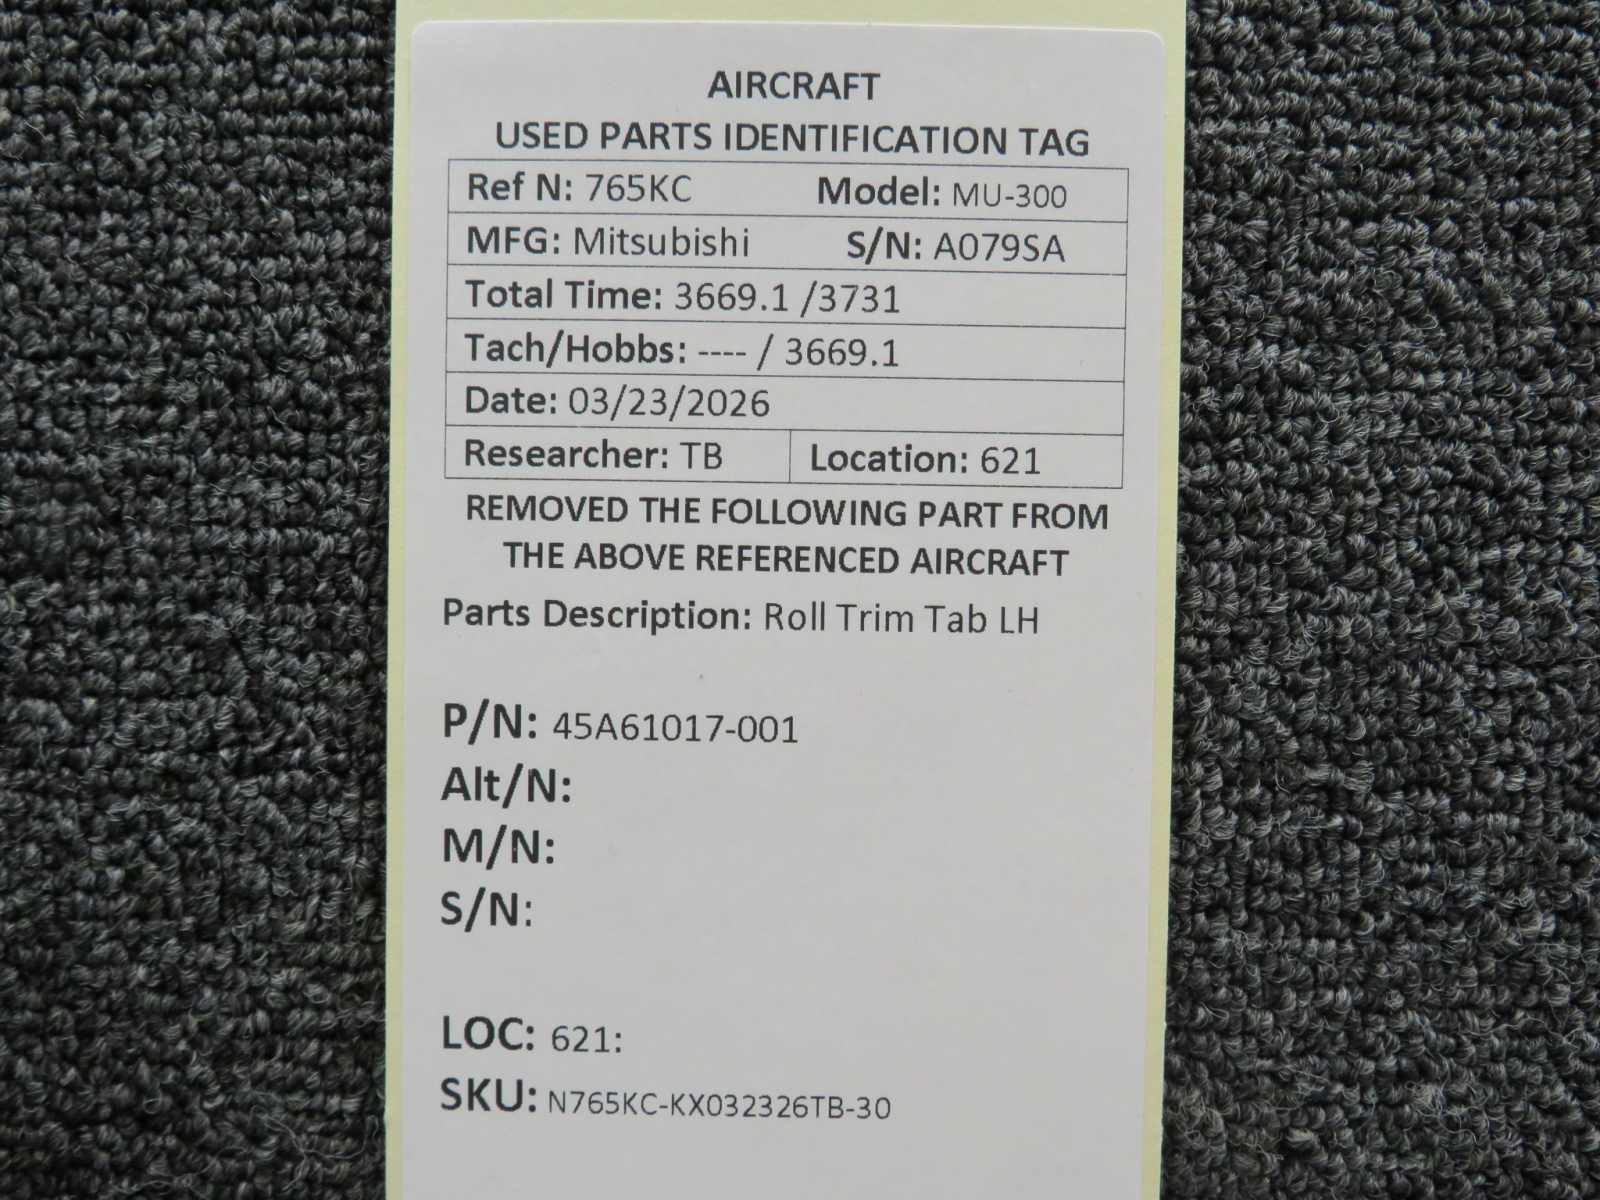 AIRCRAFT
USED PARTS IDENTIFICATION TAG
Ref N: 765KC Model: MU-300
MFG: Mitsubishi S/N: A079SA
Total Time: 3669.1 /3731
Tach/Hobbs: ---- / 3669.1
Date: 03/23/2026
Researcher: TB Location: 621
REMOVED THE FOLLOWING PART FROM
THE ABOVE REFERENCED AIRCRAFT
Parts Description: Roll Trim Tab LH
P/N: 45A61017-001
Alt/N:
M/N:
S/N:
LOC: 621:
SKU: N765KC-KX032326TB-30